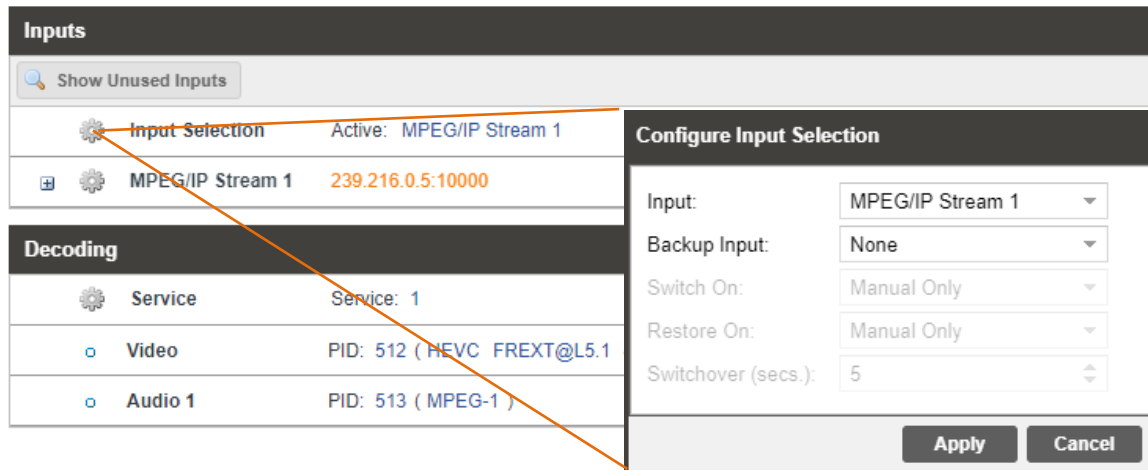 Inputs
Show Unused Inputs
Input Selection Active: MPEG/IP Stream 1
MPEG/IP Stream 1 239.216.0.5:10000
Decoding
Service Service: 1
Video PID: 512 ( HEVC FREXT@L5.1
Audio 1 PID: 513 ( MPEG-1 )
Configure Input Selection
Input: MPEG/IP Stream 1
Backup Input: None
Switch On: Manual Only
Restore On: Manual Only
Switchover (secs.): 5
Apply Cancel